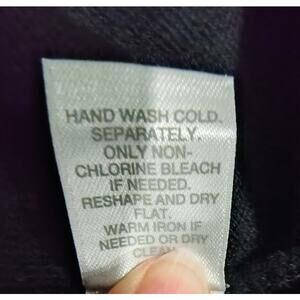 HAND WASH COLD.
SEPARATELY.
ONLY NON-
CHLORINE BLEACH
IF NEEDED.
RESHAPE AND DRY
FLAT.
WARM IRON IF
NEEDED OR DRY
CLEAN